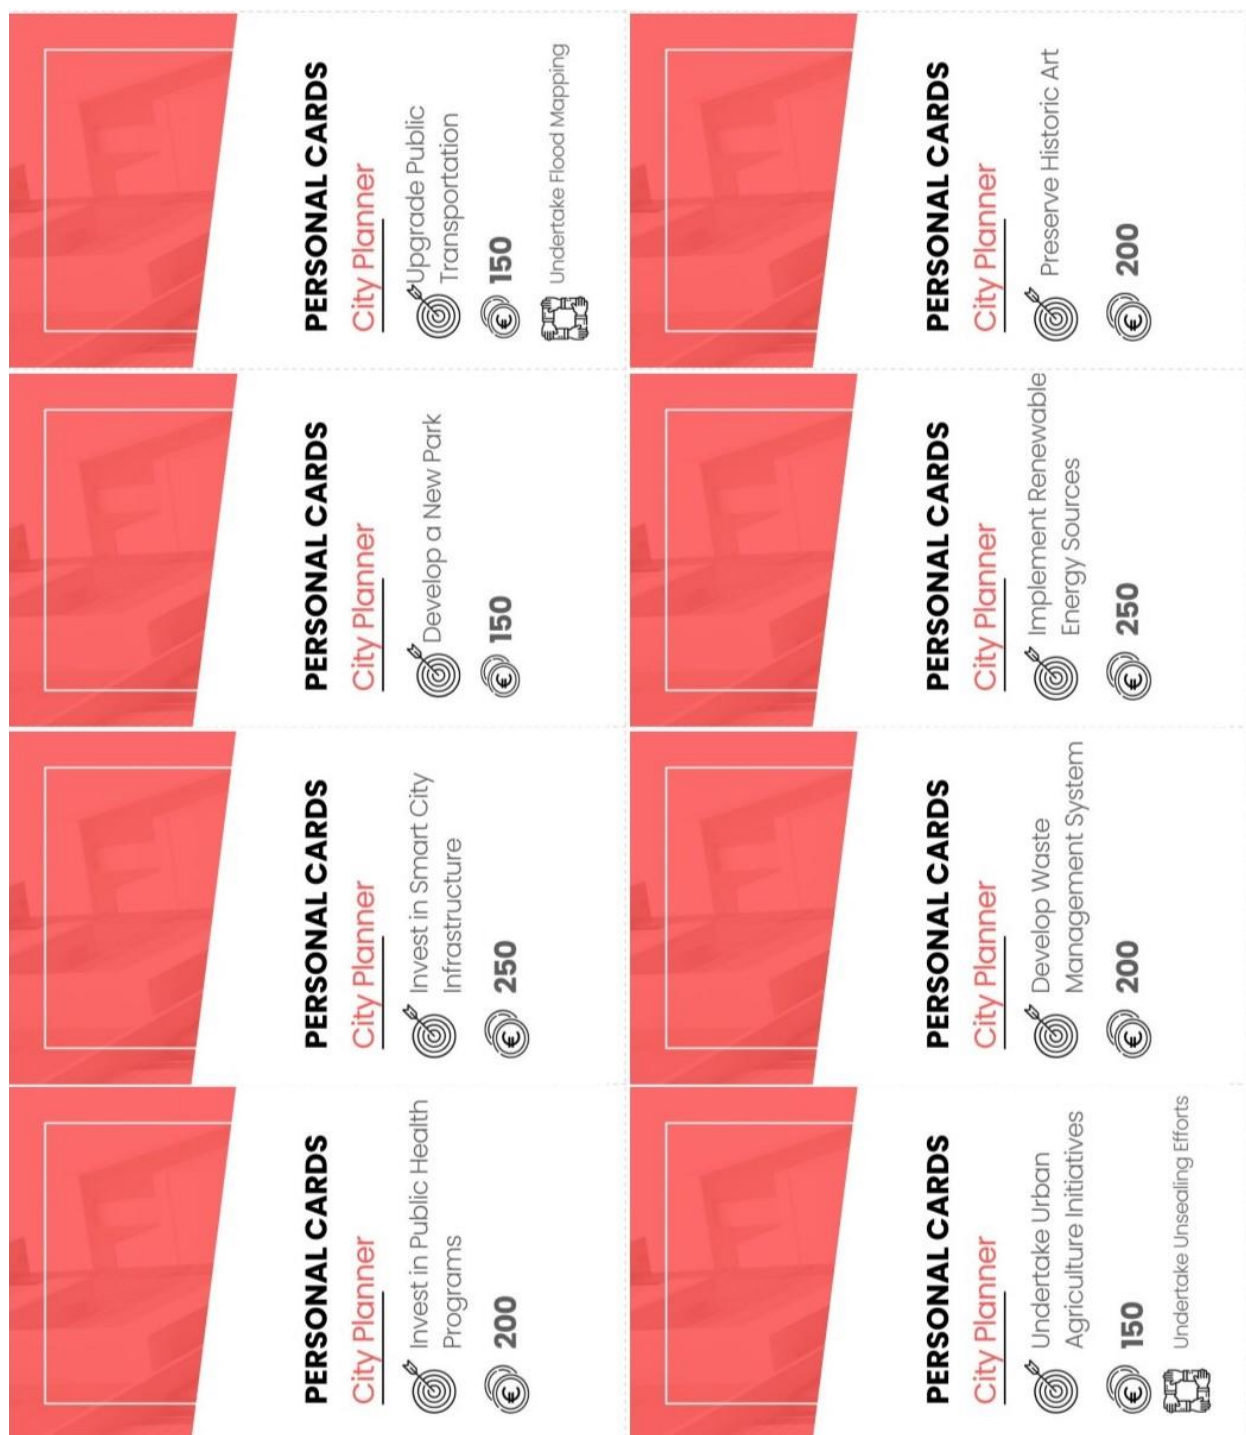 PERSONAL CARDS
City Planner
Upgrade Public
Transportation
€ 150
Undertake Flood Mapping
PERSONAL CARDS
City Planner
Preserve Historic Art
€ 200
PERSONAL CARDS
City Planner
Develop a New Park
€ 150
PERSONAL CARDS
City Planner
Implement Renewable
Energy Sources
€ 250
PERSONAL CARDS
City Planner
Invest in Smart City
Infrastructure
€ 250
PERSONAL CARDS
City Planner
Develop Waste
Management System
€ 200
PERSONAL CARDS
City Planner
Invest in Public Health
Programs
€ 200
PERSONAL CARDS
City Planner
Undertake Urban
Agriculture Initiatives
€ 150
Undertake Unsealing Efforts